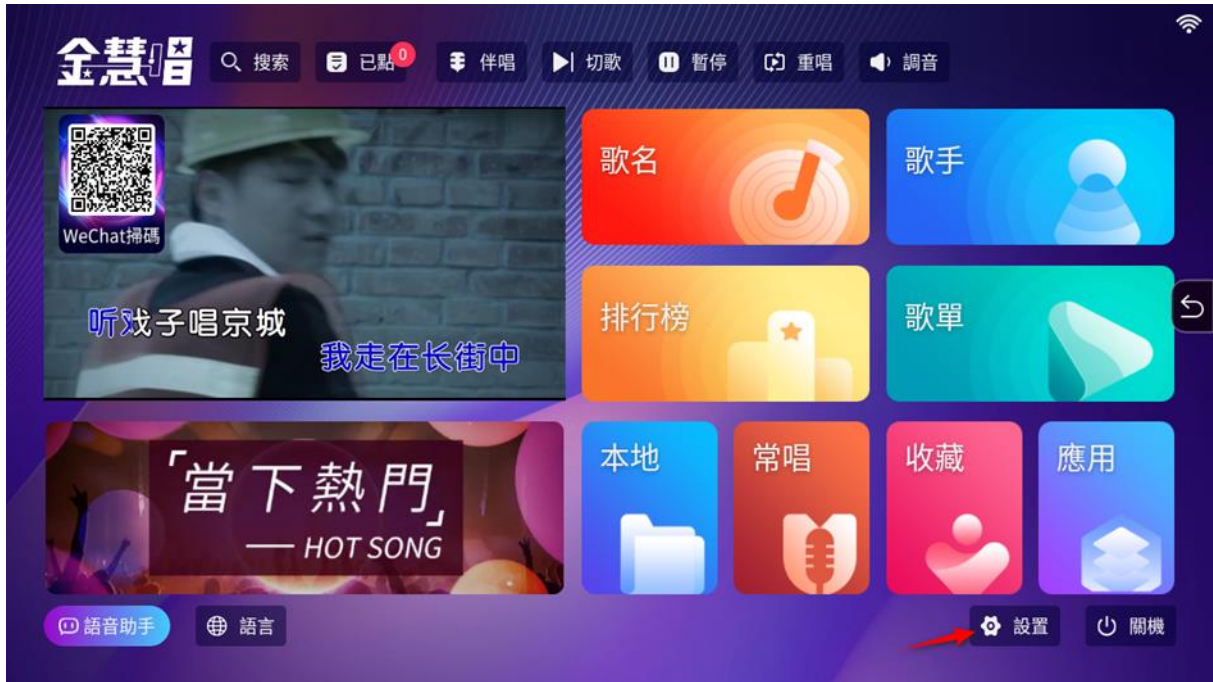 金慧唱
搜索
已點
0
伴唱
切歌
暫停
重唱
調音
WeChat掃碼
听戏子唱京城
我走在长街中
歌名
歌手
排行榜
歌單
「當下熱門」
—— HOT SONG
本地
常唱
收藏
應用
語音助手
語言
設置
關機